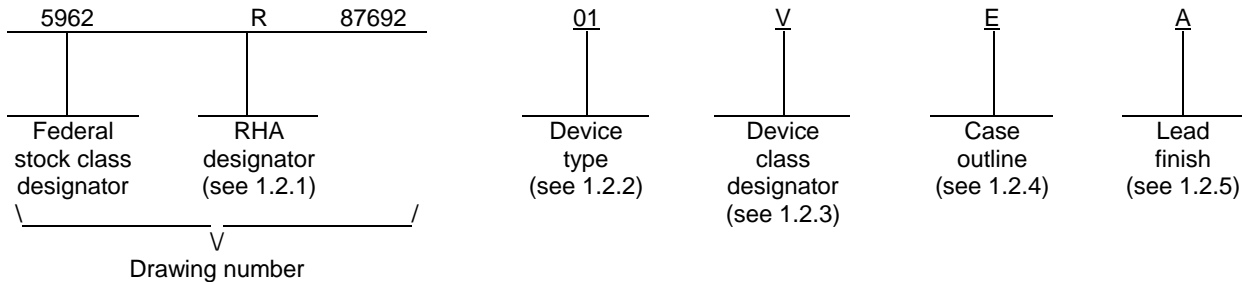 5962 R 87692 01 V E A
Federal stock class designator
RHA designator (see 1.2.1)
Device type (see 1.2.2)
Device class designator (see 1.2.3)
Case outline (see 1.2.4)
Lead finish (see 1.2.5)
\ /
\/
Drawing number